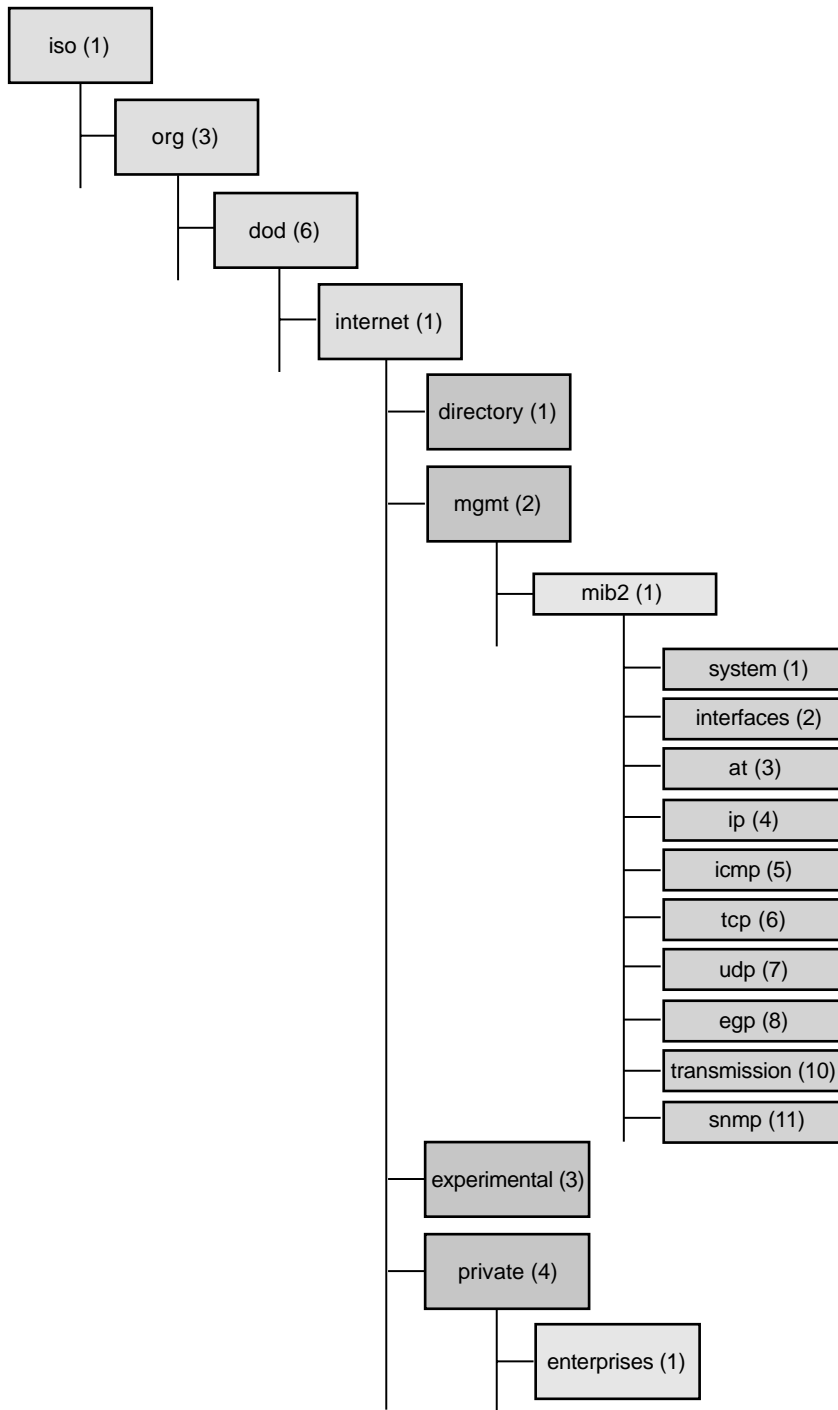 iso (1)
org (3)
dod (6)
internet (1)
directory (1)
mgmt (2)
mib2 (1)
system (1)
interfaces (2)
at (3)
ip (4)
icmp (5)
tcp (6)
udp (7)
egp (8)
transmission (10)
snmp (11)
experimental (3)
private (4)
enterprises (1)